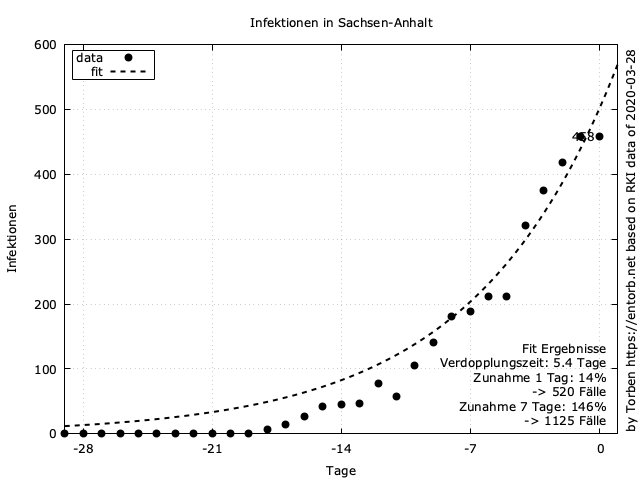 Infektionen in Sachsen-Anhalt
600
500
400
300
200
100
0
-28
-21
-14
-7
0
Infektionen
Tage
data
fit
458
Fit Ergebnisse
Verdopplungszeit: 5.4 Tage
Zunahme 1 Tag: 14%
-> 520 Fälle
Zunahme 7 Tage: 146%
-> 1125 Fälle
by Torben https://entorb.net based on RKI data of 2020-03-28